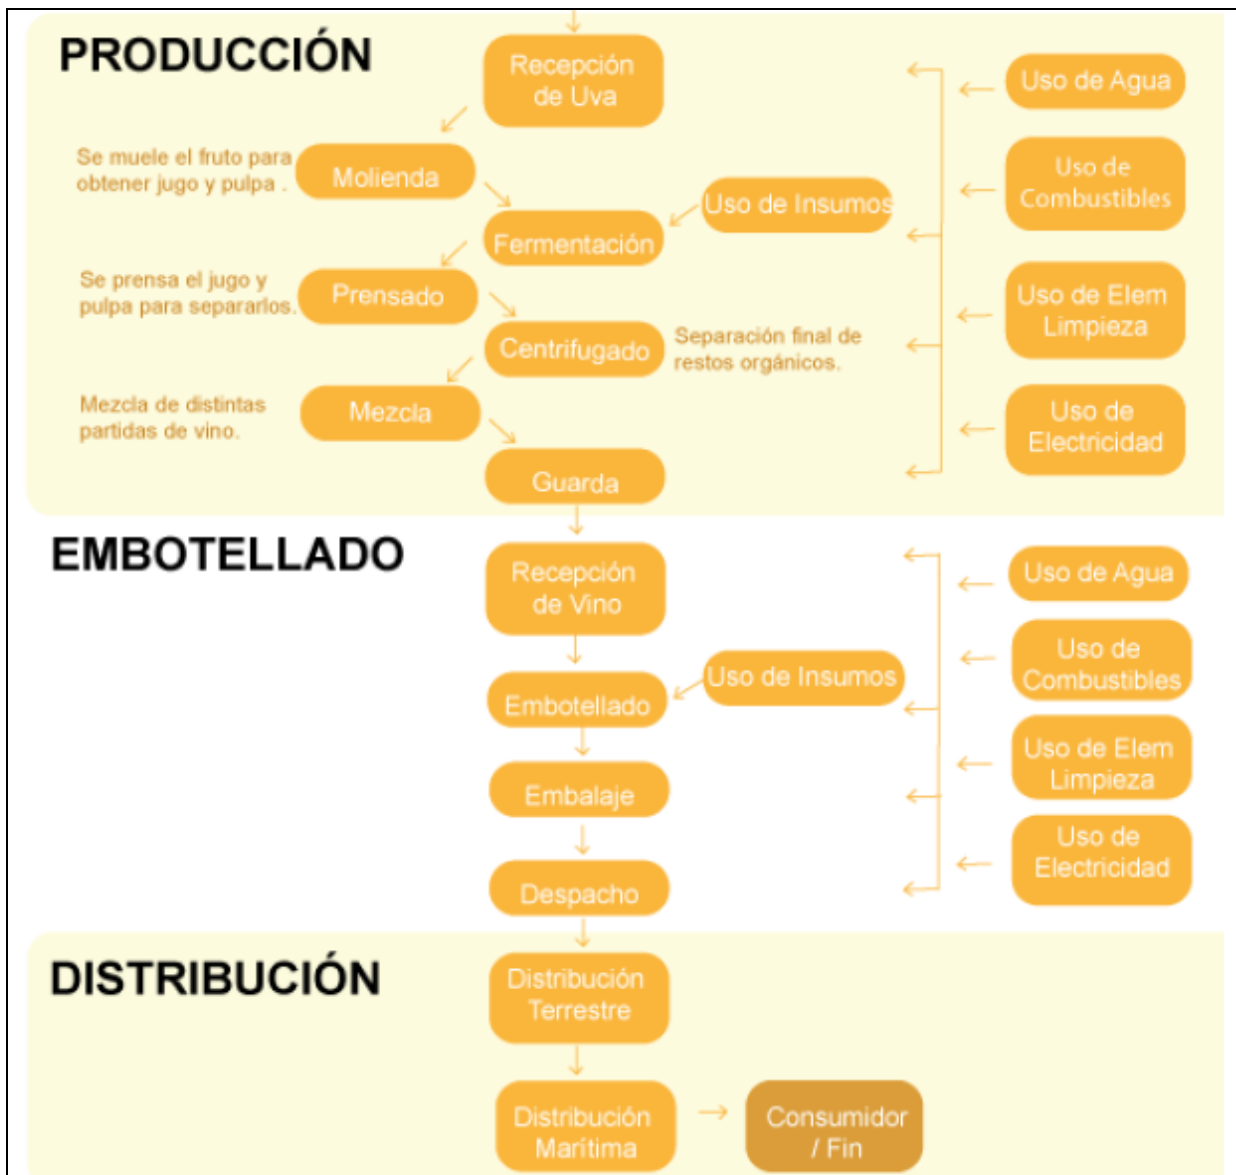 PRODUCCIÓN
Recepción
de Uva
Uso de Agua
Se muele el fruto para
obtener jugo y pulpa .
Molienda
Uso de
Combustibles
Uso de Insumos
Fermentación
Se prensa el jugo y
pulpa para separarlos.
Prensado
Uso de Elem
Limpieza
Centrifugado
Separación final de
restos orgánicos.
Mezcla de distintas
partidas de vino.
Mezcla
Uso de
Electricidad
Guarda
EMBOTELLADO
Recepción
de Vino
Uso de Agua
Uso de
Combustibles
Uso de Insumos
Embotellado
Uso de Elem
Limpieza
Embalaje
Uso de
Electricidad
Despacho
DISTRIBUCIÓN
Distribución
Terrestre
Distribución
Marítima
Consumidor
/ Fin